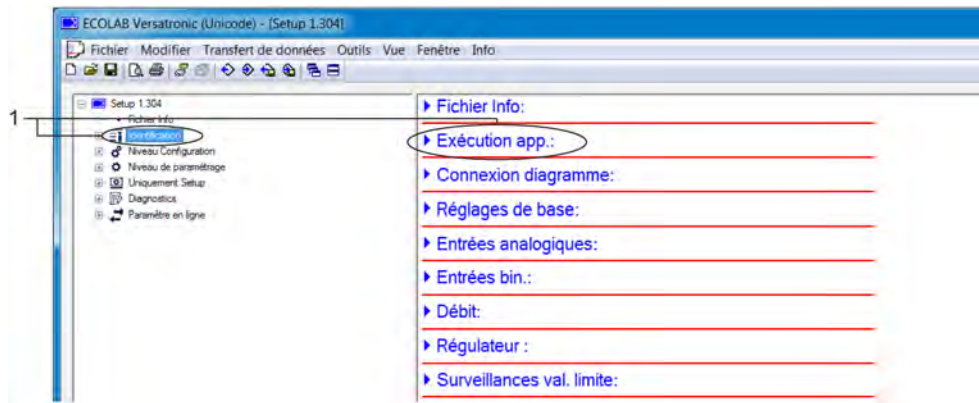 ECOLAB Versatronic (Unicode) - [Setup 1.304]
Fichier Modifier Transfert de données Outils Vue Fenêtre Info
1
Setup 1.304
Fichier Info
Identification
Niveau Configuration
Niveau de paramétrage
Uniquement Setup
Diagnostics
Paramètre en ligne
Fichier Info:
Exécution app.:
Connexion diagramme:
Réglages de base:
Entrées analogiques:
Entrées bin.:
Débit:
Régulateur :
Surveillances val. limite: